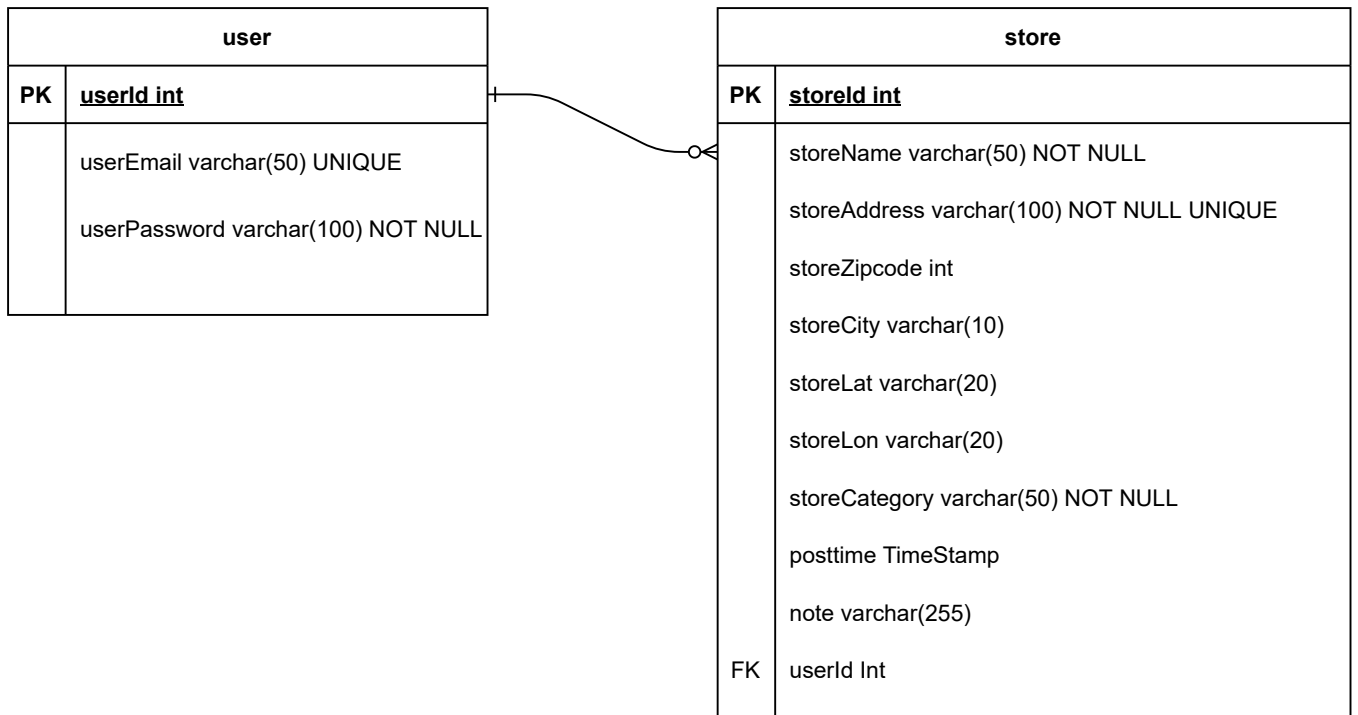 user
PK userId int
userEmail varchar(50) UNIQUE
userPassword varchar(100) NOT NULL
store
PK storeId int
storeName varchar(50) NOT NULL
storeAddress varchar(100) NOT NULL UNIQUE
storeZipcode int
storeCity varchar(10)
storeLat varchar(20)
storeLon varchar(20)
storeCategory varchar(50) NOT NULL
posttime TimeStamp
note varchar(255)
FK userId Int